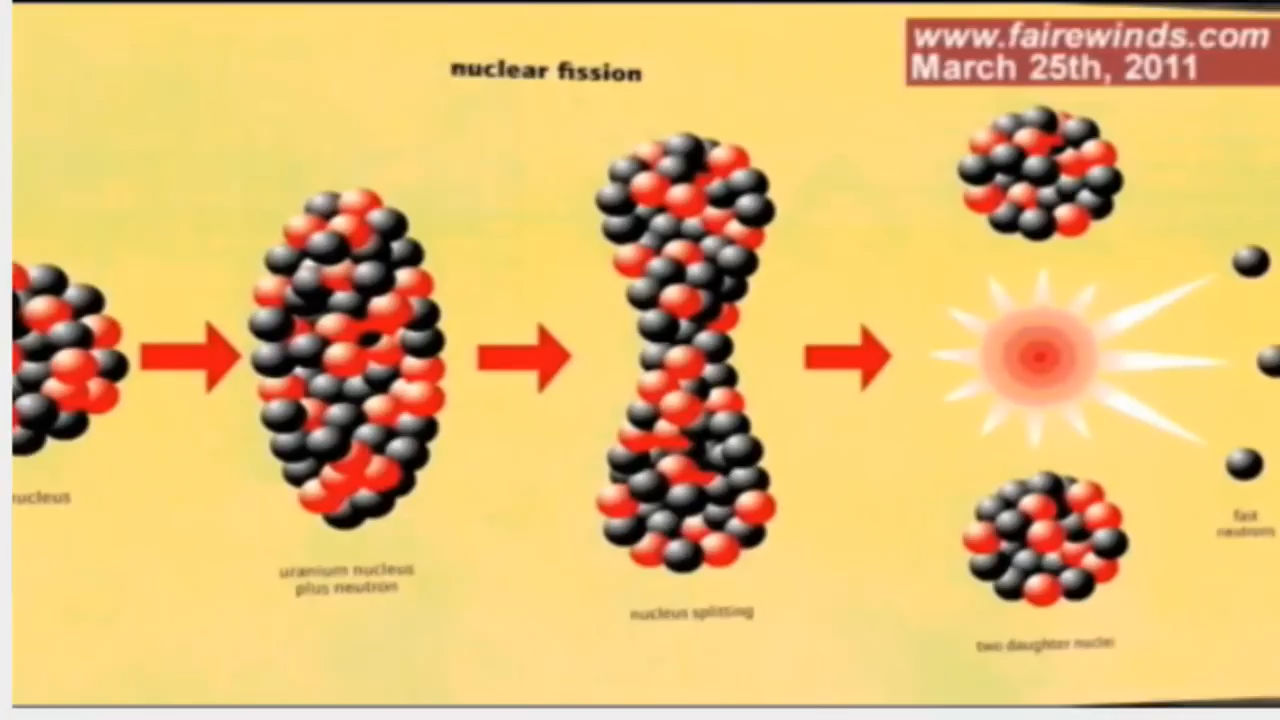 www.fairewinds.com
March 25th, 2011
nuclear fission
nucleus
uranium nucleus
plus neutron
nucleus splitting
two daughter nuclei
fast
neutrons